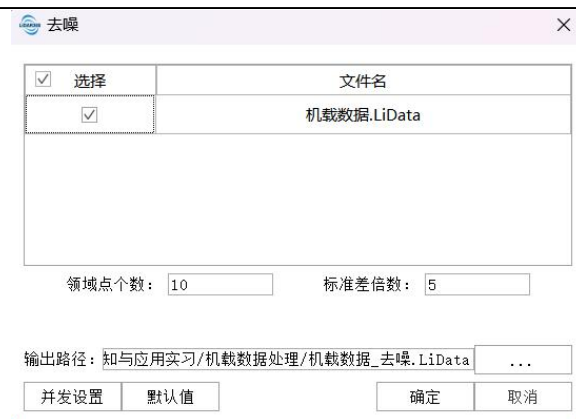 去噪
选择 文件名
机载数据.LiData
领域点个数： 10 标准差倍数： 5
输出路径： 知与应用实习/机载数据处理/机载数据_去噪.LiData ...
并发设置 默认值 确定 取消